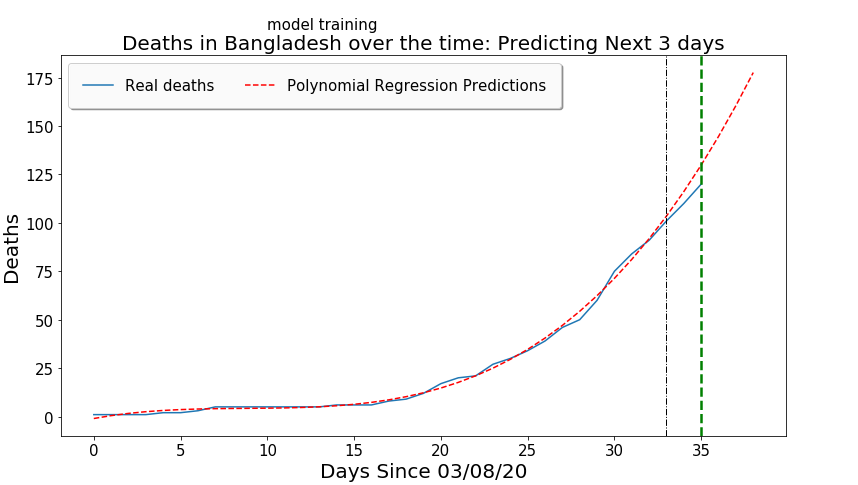 model training
Deaths in Bangladesh over the time: Predicting Next 3 days
Real deaths
Polynomial Regression Predictions
175
150
125
100
75
50
25
0
Deaths
0 5 10 15 20 25 30 35
Days Since 03/08/20